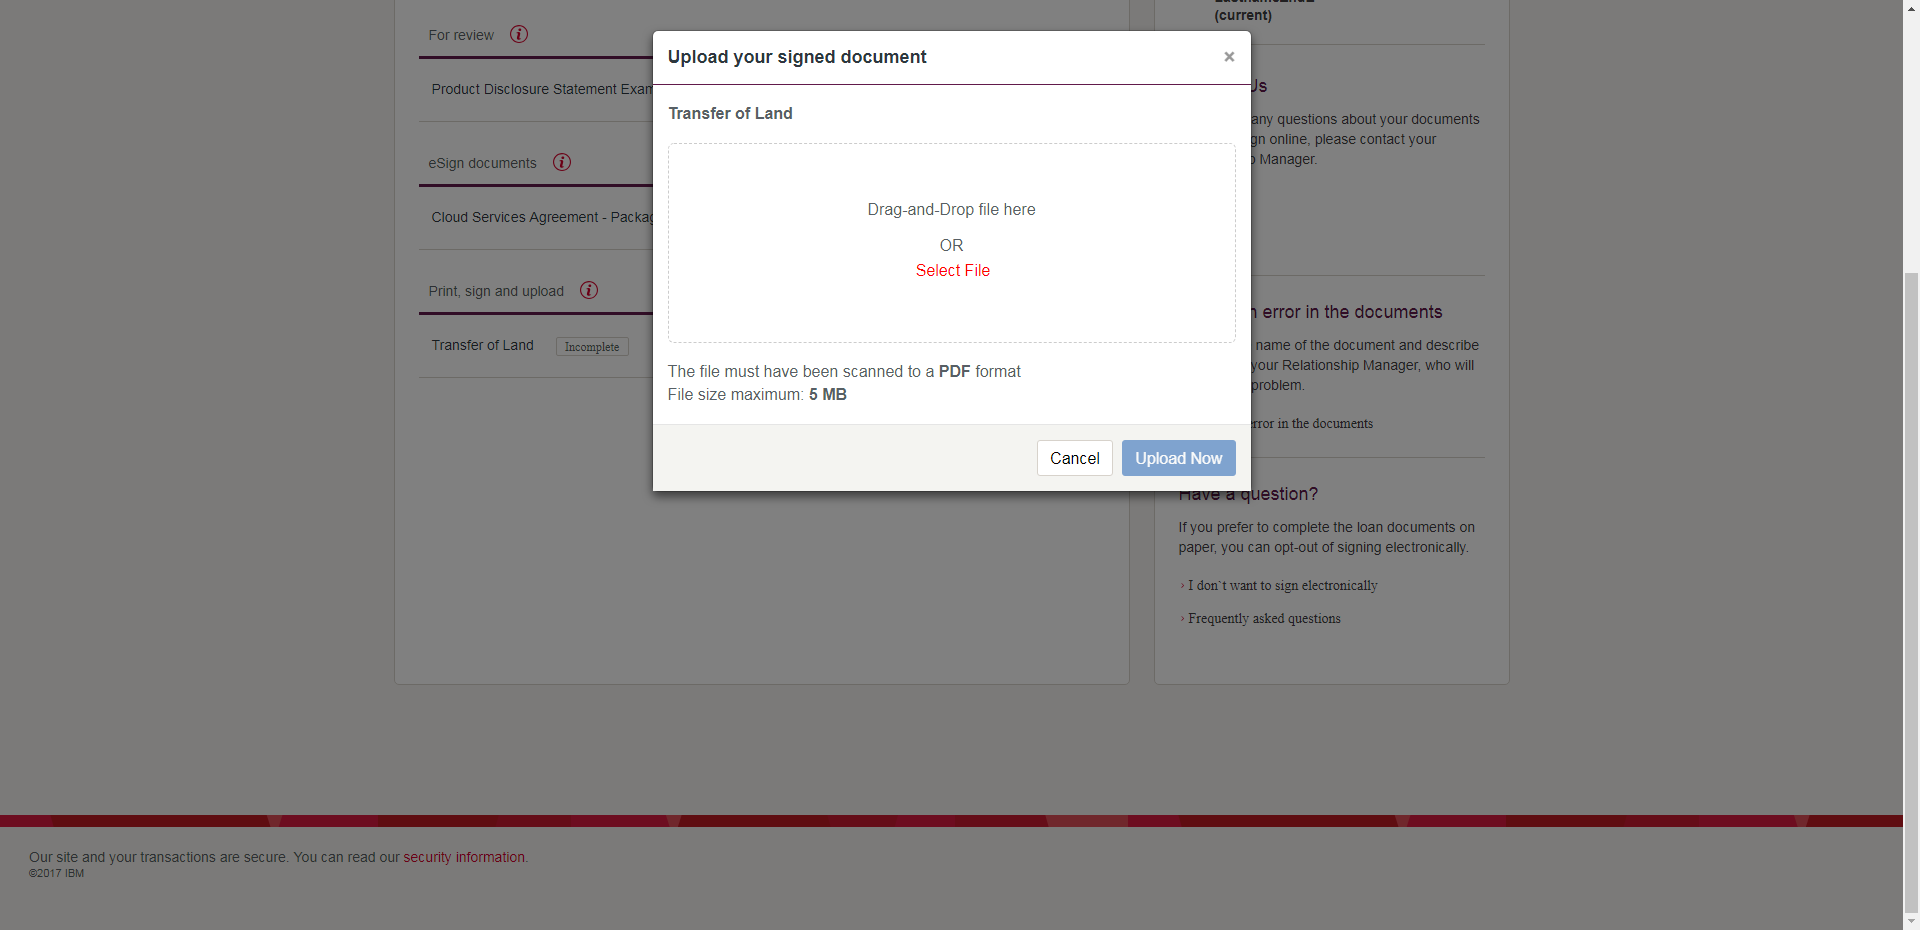 (current)
For review
Product Disclosure Statement Exam
eSign documents
Cloud Services Agreement - Packag
Print, sign and upload
Transfer of Land
Incomplete
Upload your signed document
×
Transfer of Land
Drag-and-Drop file here
OR
Select File
The file must have been scanned to a PDF format
File size maximum: 5 MB
Cancel
Upload Now
Us
any questions about your documents
gn online, please contact your
Manager.
error in the documents
name of the document and describe
your Relationship Manager, who will
problem.
rror in the documents
Have a question?
If you prefer to complete the loan documents on
paper, you can opt-out of signing electronically.
› I don`t want to sign electronically
› Frequently asked questions
Our site and your transactions are secure. You can read our security information.
©2017 IBM